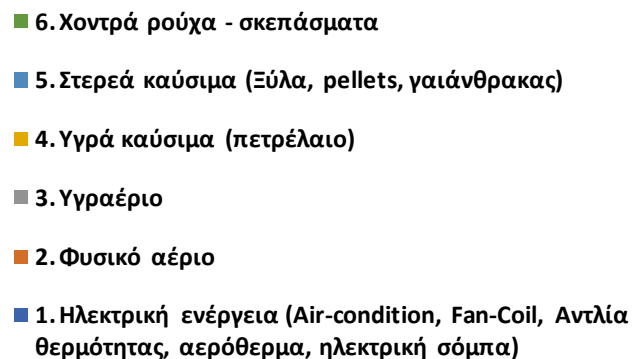 6. Χοντρά ρούχα - σκεπάσματα
5. Στερεά καύσιμα (Ξύλα, pellets, γαιάνθρακας)
4. Υγρά καύσιμα (πετρέλαιο)
3. Υγραέριο
2. Φυσικό αέριο
1. Ηλεκτρική ενέργεια (Air-condition, Fan-Coil, Αντλία
θερμότητας, αερόθερμα, ηλεκτρική σόμπα)